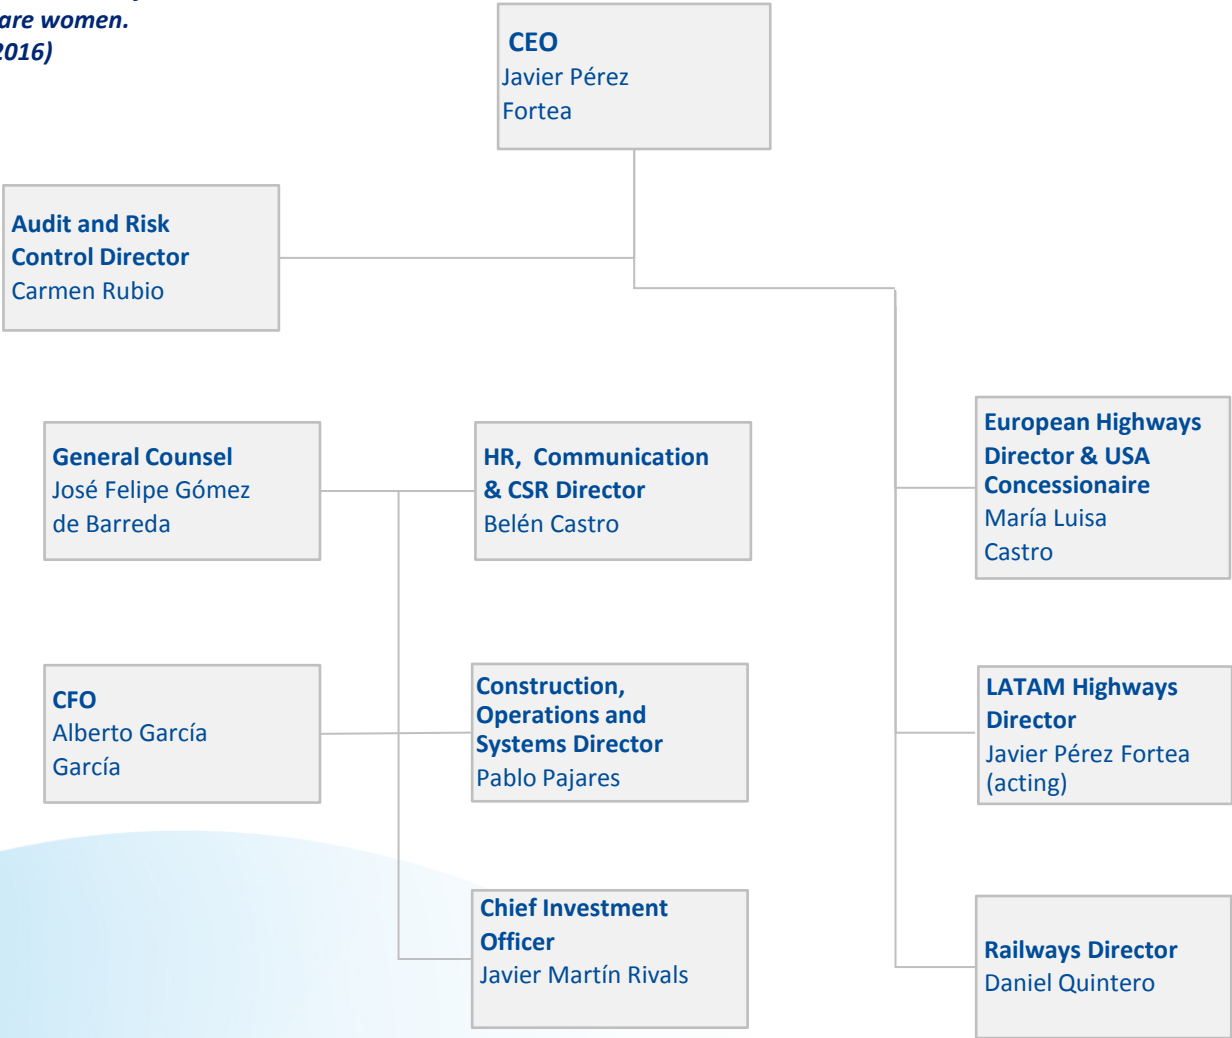 are women.
2016)
CEO
Javier Pérez
Fortea
Audit and Risk
Control Director
Carmen Rubio
General Counsel
José Felipe Gómez
de Barreda
HR, Communication
& CSR Director
Belén Castro
European Highways
Director & USA
Concessionaire
María Luisa
Castro
CFO
Alberto García
García
Construction,
Operations and
Systems Director
Pablo Pajares
LATAM Highways
Director
Javier Pérez Fortea
(acting)
Chief Investment
Officer
Javier Martín Rivals
Railways Director
Daniel Quintero